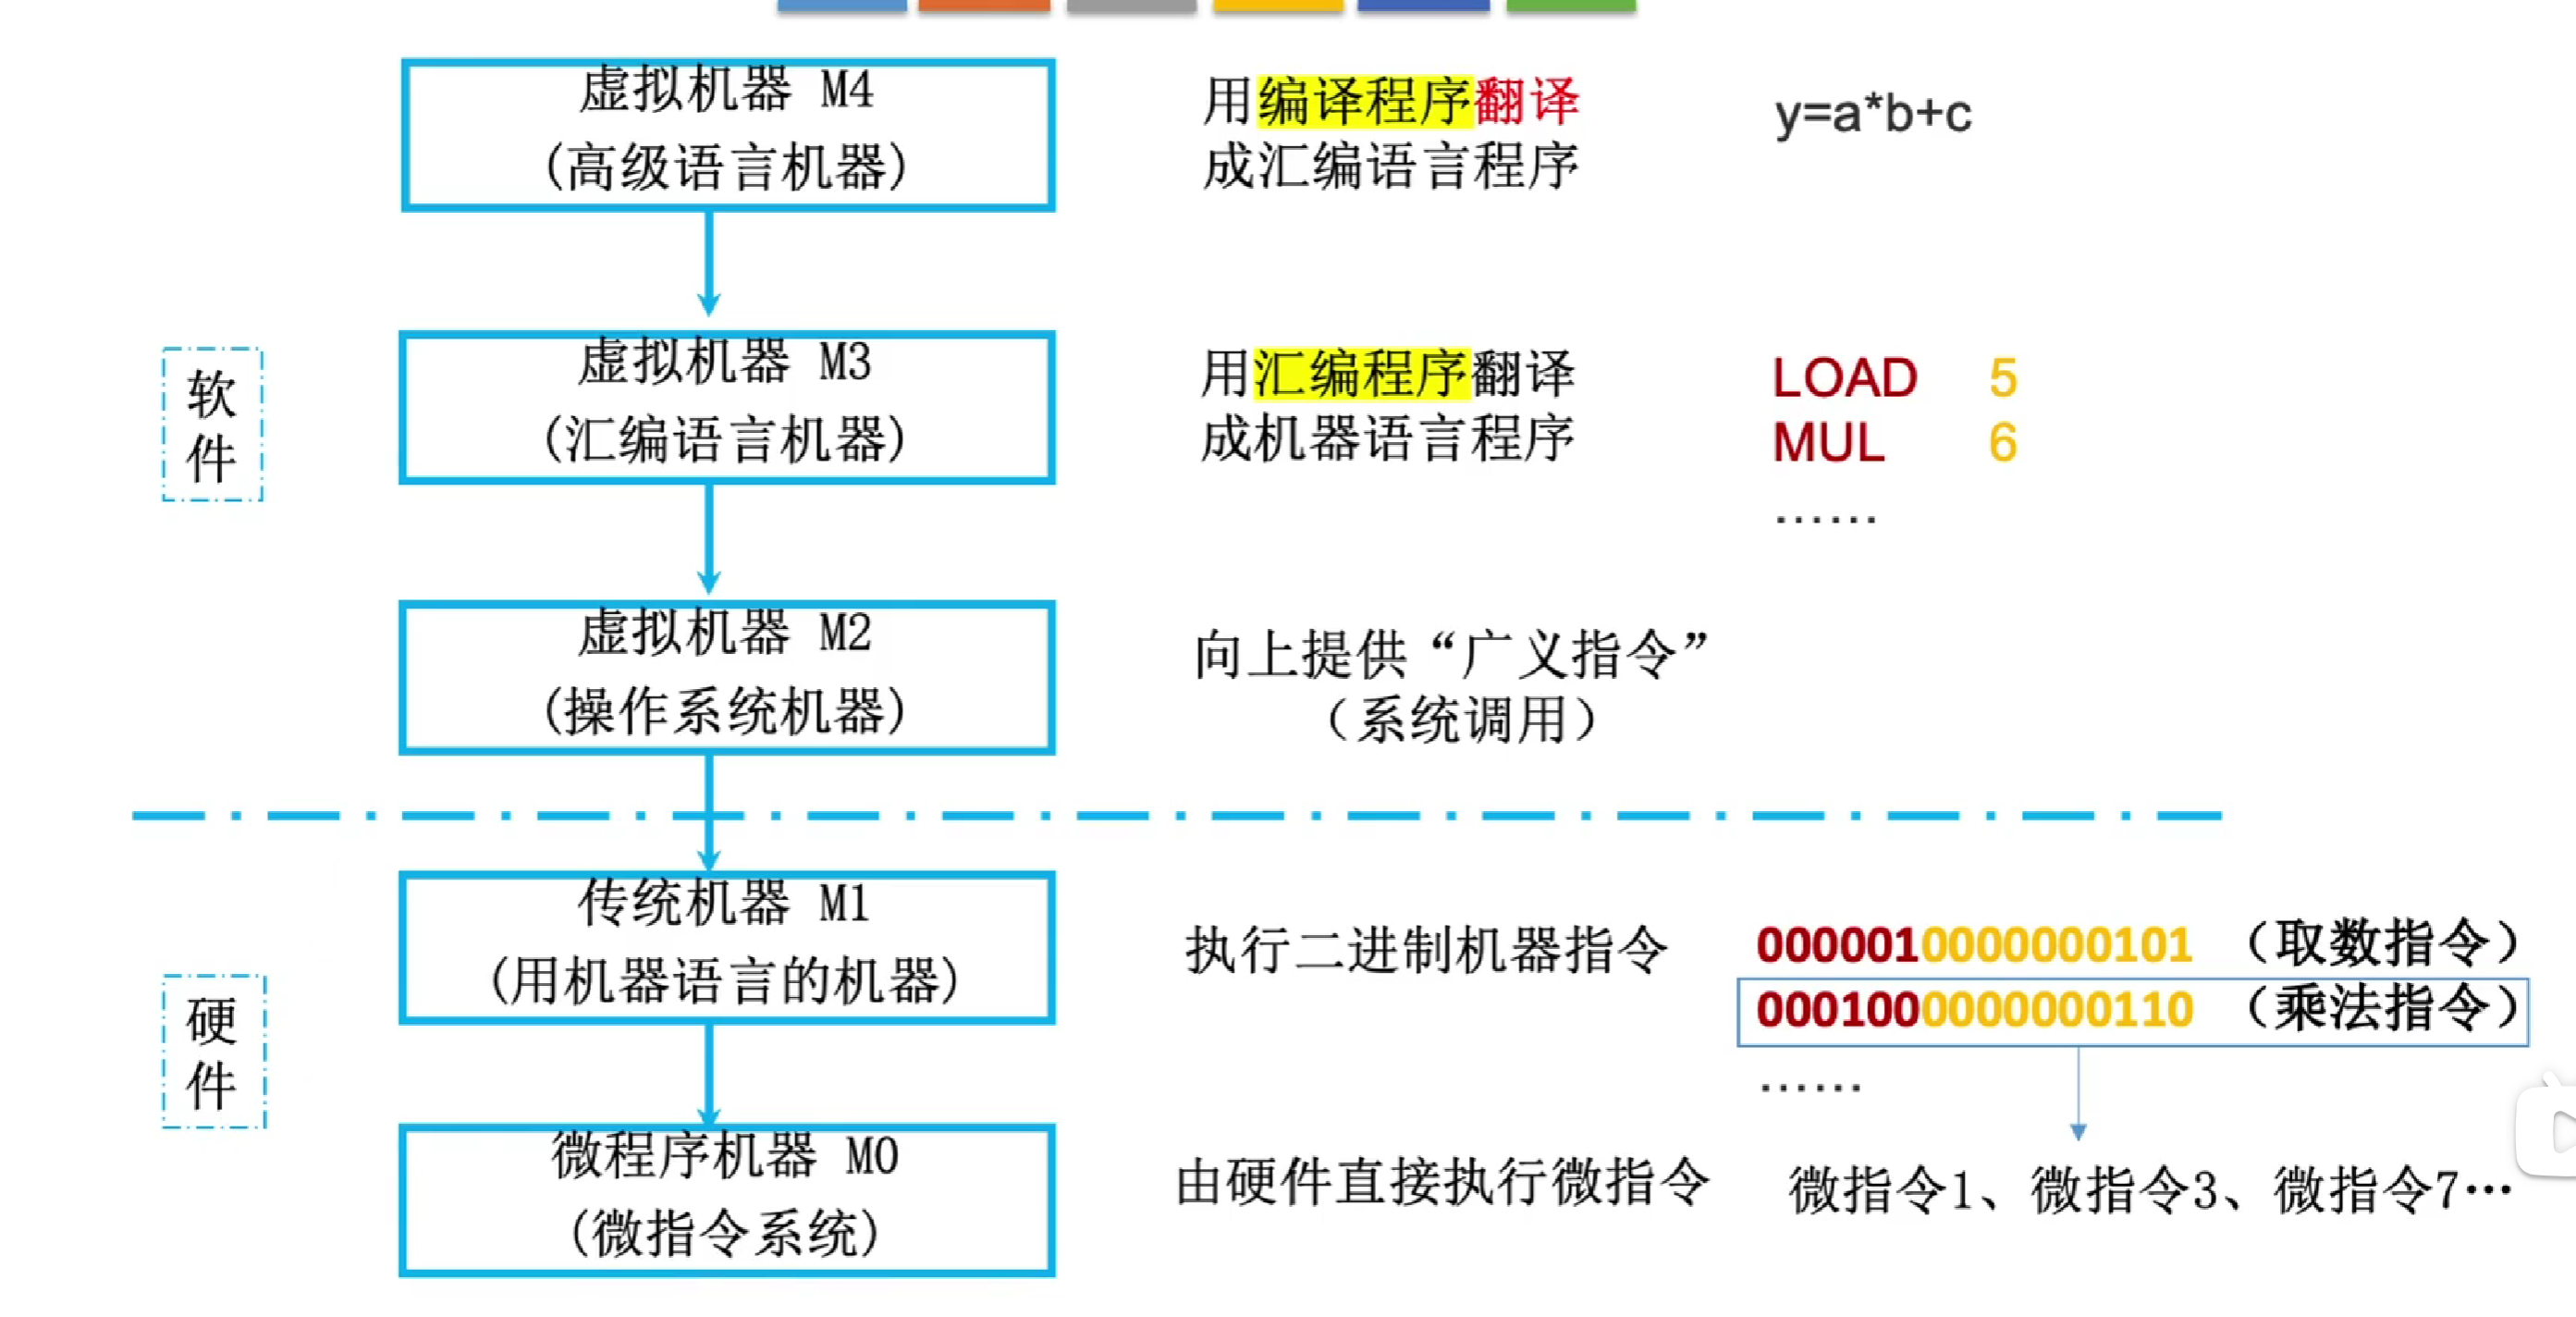 虚拟机器 M4
(高级语言机器)
用编译程序翻译
成汇编语言程序
y=a*b+c
软
件
虚拟机器 M3
(汇编语言机器)
用汇编程序翻译
成机器语言程序
LOAD 5
MUL 6
……
虚拟机器 M2
(操作系统机器)
向上提供“广义指令”
（系统调用）
硬
件
传统机器 M1
(用机器语言的机器)
执行二进制机器指令
0000010000000101 （取数指令）
0001000000000110 （乘法指令）
……
微程序机器 M0
(微指令系统)
由硬件直接执行微指令
微指令1、微指令3、微指令7…